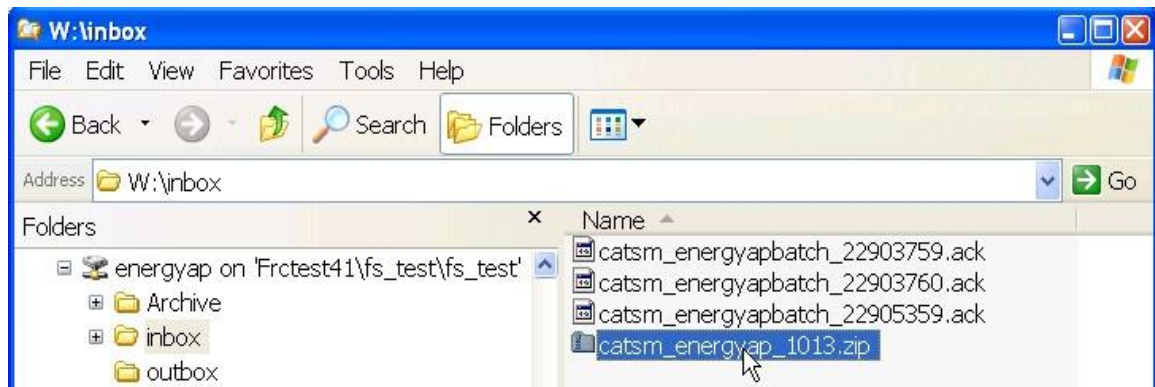 W:\inbox
File Edit View Favorites Tools Help
Back Search Folders
Address W:\inbox Go
Folders x Name
energyap on 'Frctest41\fs_test\fs_test'
Archive
inbox
outbox
catsm_energyapbatch_22903759.ack
catsm_energyapbatch_22903760.ack
catsm_energyapbatch_22905359.ack
catsm_energyap_1013.zip